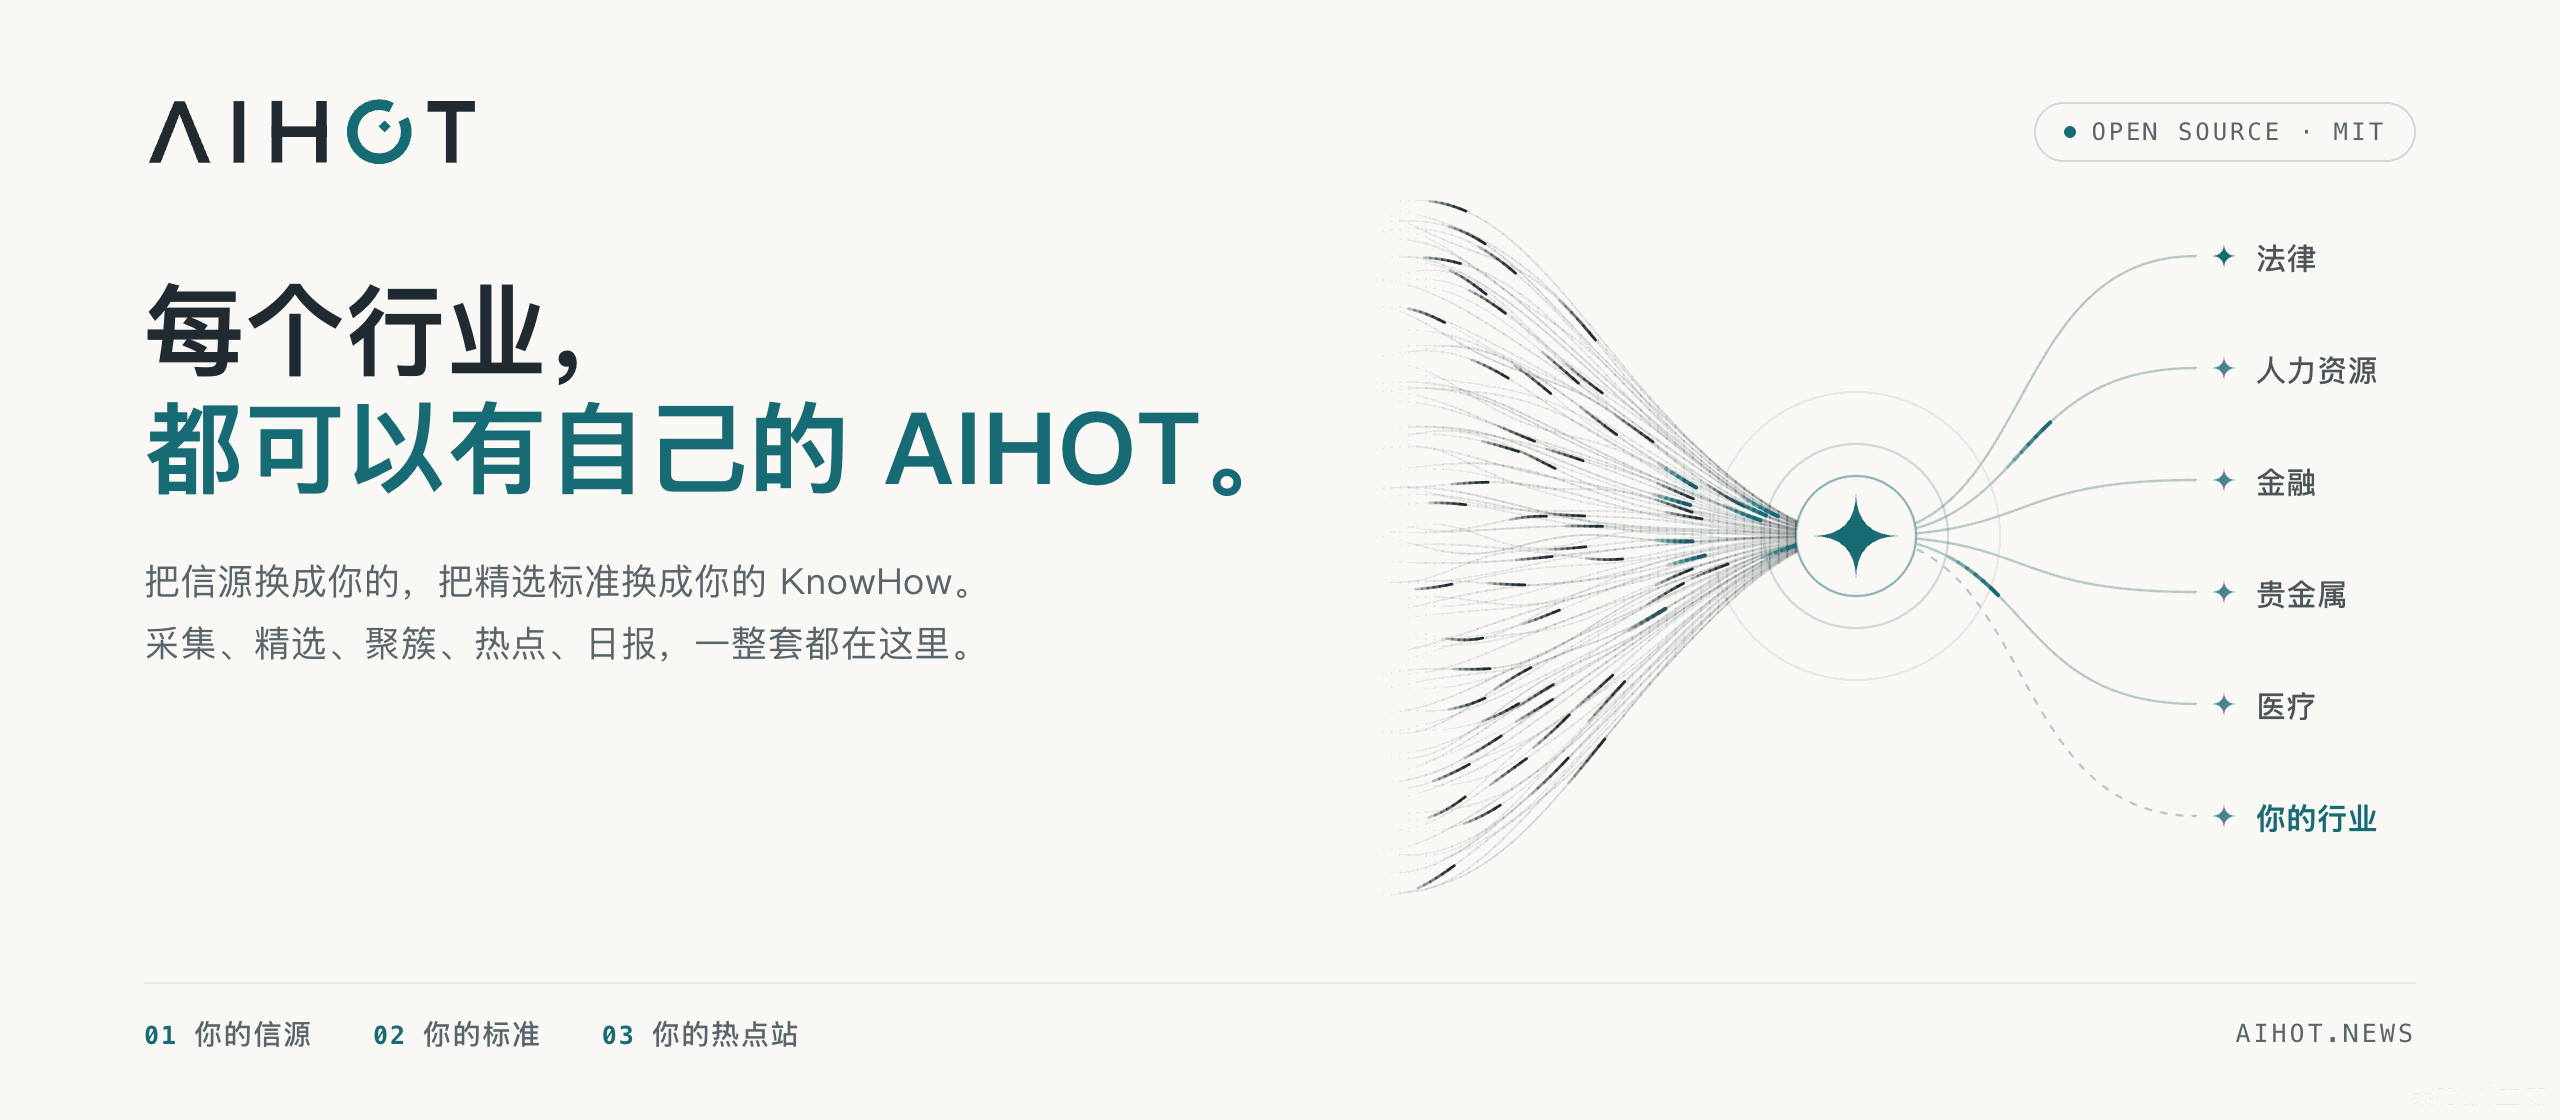 AIHOT
OPEN SOURCE · MIT
每个行业，
都可以有自己的 AIHOT。
把信源换成你的，把精选标准换成你的 KnowHow。
采集、精选、聚簇、热点、日报，一整套都在这里。
法律
人力资源
金融
贵金属
医疗
你的行业
01 你的信源
02 你的标准
03 你的热点站
AIHOT.NEWS